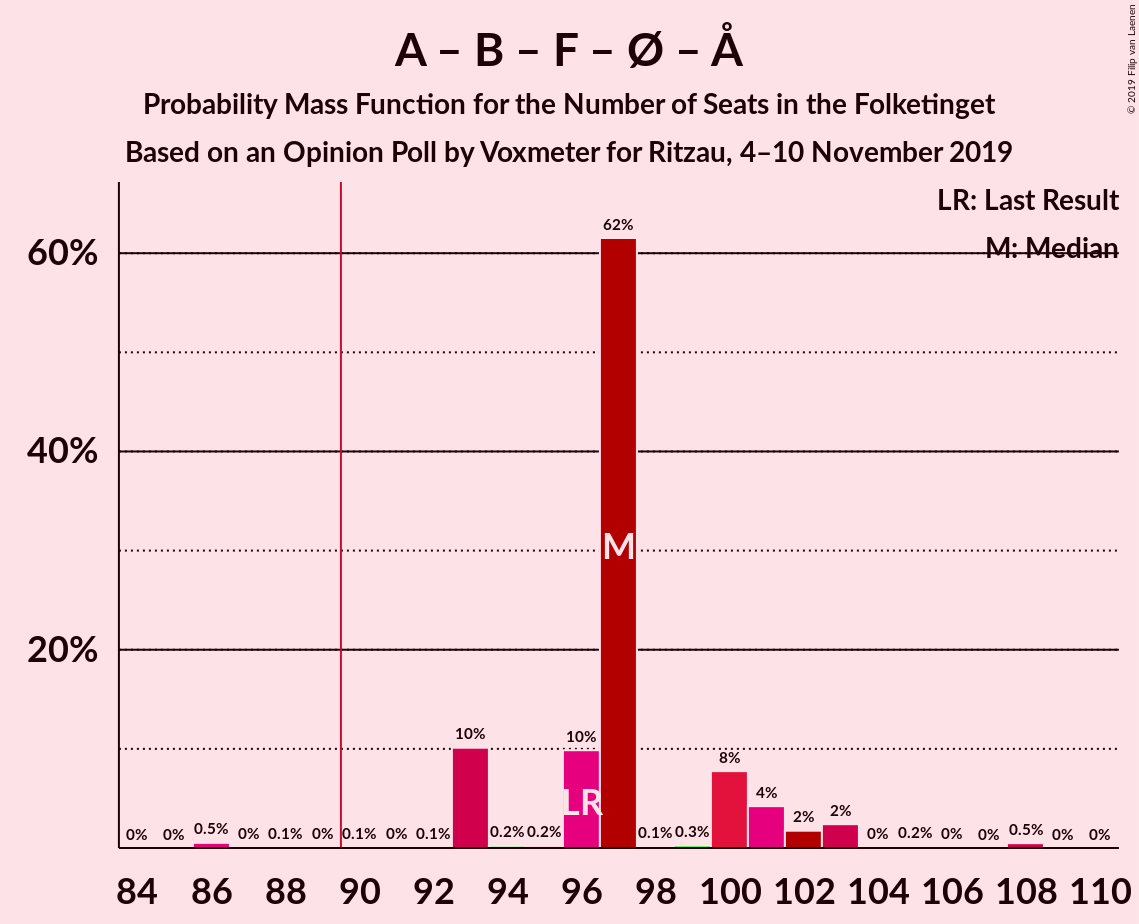 A – B – F – Ø – Å
Probability Mass Function for the Number of Seats in the Folketinget
Based on an Opinion Poll by Voxmeter for Ritzau, 4–10 November 2019
© 2019 Filip van Laenen
LR: Last Result
M: Median
60%
40%
20%
0% 0% 0.5% 0% 0.1% 0% 0.1% 0% 0.1% 10% 0.2% 0.2% 10% 62% 0.1% 0.3% 8% 4% 2% 2% 0% 0.2% 0% 0% 0.5% 0% 0%
M
LR
84 86 88 90 92 94 96 98 100 102 104 106 108 110